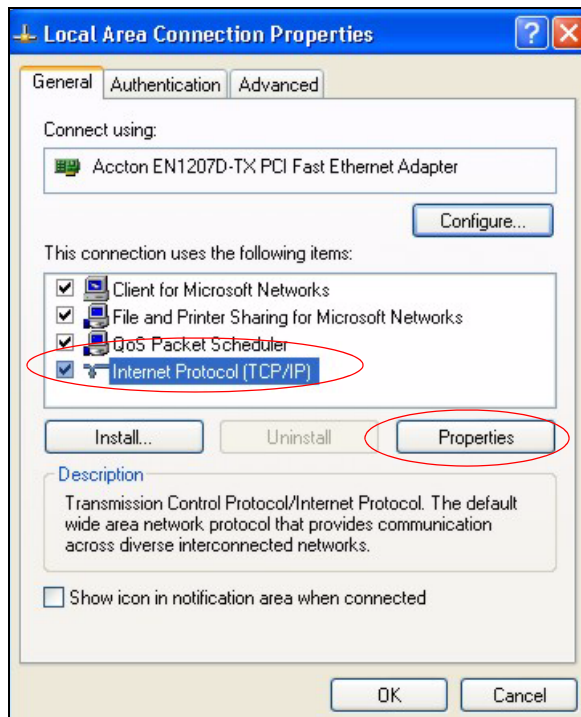 Local Area Connection Properties
General
Authentication
Advanced
Connect using:
Accton EN1207D-TX PCI Fast Ethernet Adapter
Configure...
This connection uses the following items:
Client for Microsoft Networks
File and Printer Sharing for Microsoft Networks
QoS Packet Scheduler
Internet Protocol (TCP/IP)
Install...
Uninstall
Properties
Description
Transmission Control Protocol/Internet Protocol. The default
wide area network protocol that provides communication
across diverse interconnected networks.
Show icon in notification area when connected
OK
Cancel